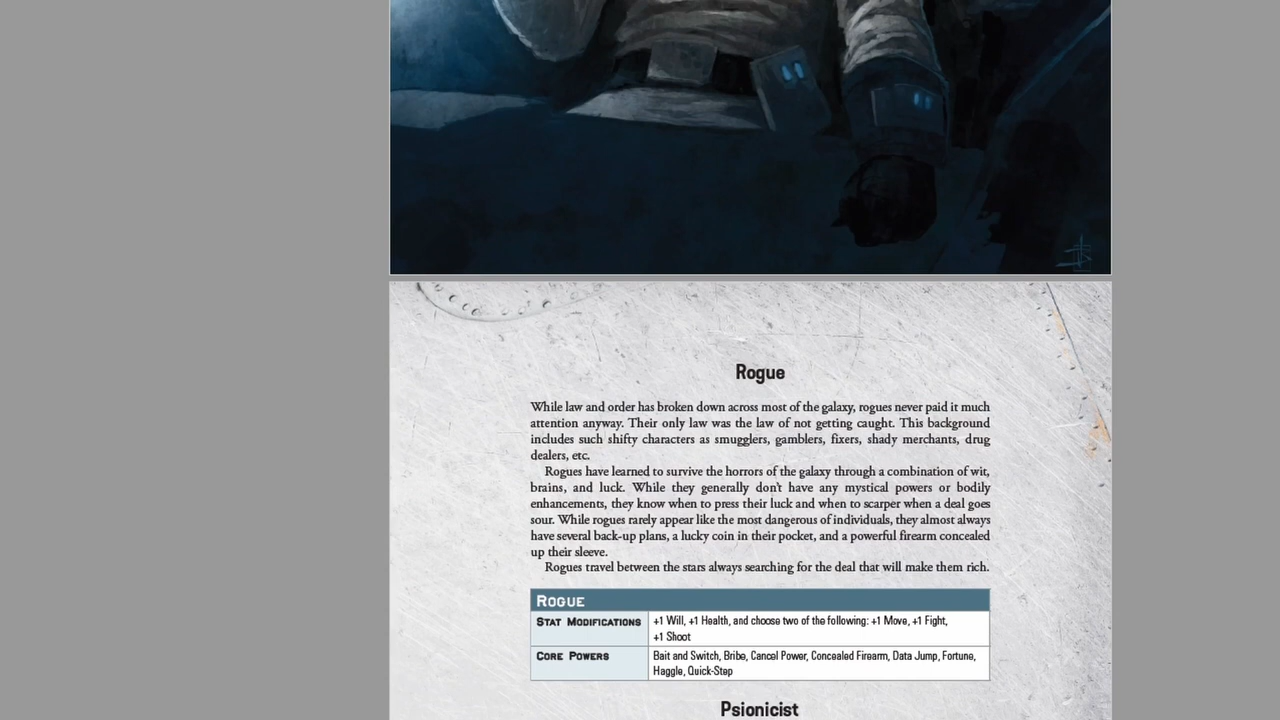 Rogue
While law and order has broken down across most of the galaxy, rogues never paid it much
attention anyway. Their only law was the law of not getting caught. This background
includes such shifty characters as smugglers, gamblers, fixers, shady merchants, drug
dealers, etc.
Rogues have learned to survive the horrors of the galaxy through a combination of wit,
brains, and luck. While they generally don't have any mystical powers or bodily
enhancements, they know when to press their luck and when to scarper when a deal goes
sour. While rogues rarely appear like the most dangerous of individuals, they almost always
have several back-up plans, a lucky coin in their pocket, and a powerful firearm concealed
up their sleeve.
Rogues travel between the stars always searching for the deal that will make them rich.
Rogue
Stat Modifications
+1 Will, +1 Health, and choose two of the following: +1 Move, +1 Fight,
+1 Shoot
Core Powers
Bait and Switch, Bribe, Cancel Power, Concealed Firearm, Data Jump, Fortune,
Haggle, Quick-Step
Psionicist